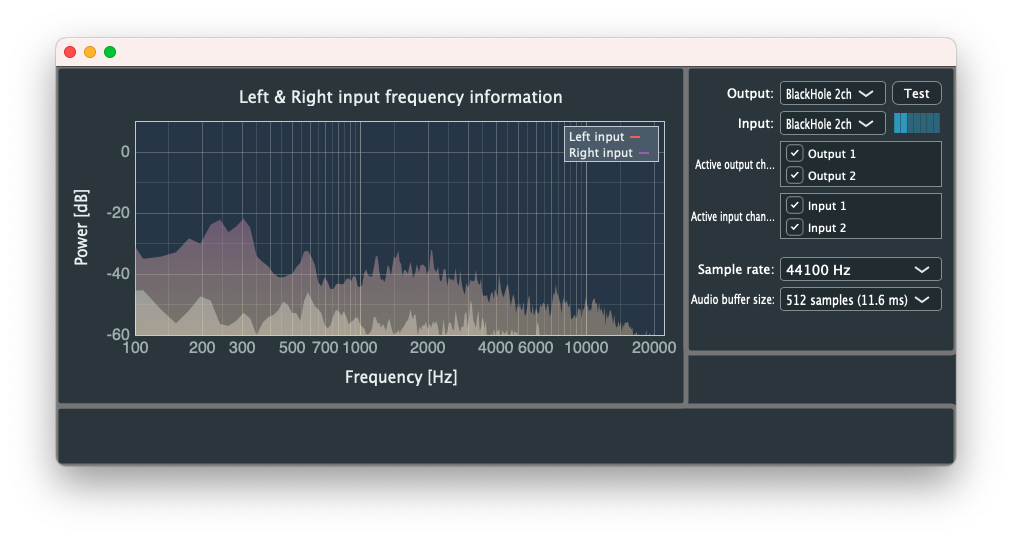 Left & Right input frequency information
Left input
Right input
Power [dB]
0
-20
-40
-60
100 200 300 500 700 1000 2000 4000 6000 10000 20000
Frequency [Hz]
Output: BlackHole 2ch Test
Input: BlackHole 2ch
Active output ch...
Output 1
Output 2
Active input chan...
Input 1
Input 2
Sample rate: 44100 Hz
Audio buffer size: 512 samples (11.6 ms)